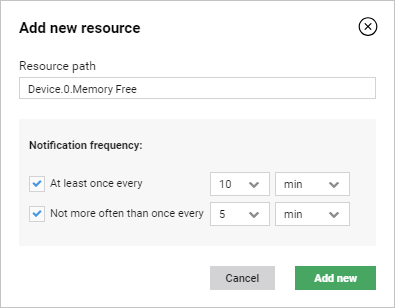 Add new resource
Resource path
Device.0.Memory Free
Notification frequency:
At least once every 10 min
Not more often than once every 5 min
Cancel Add new